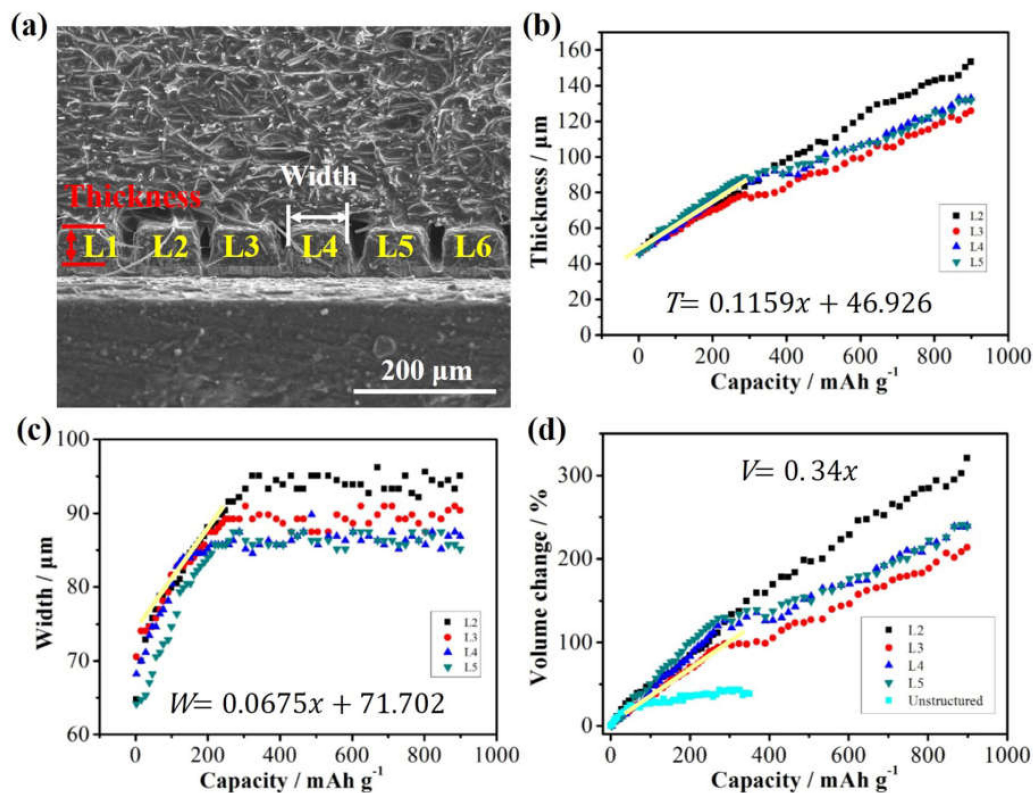 (a)
Thickness
Width
L1 L2 L3 L4 L5 L6
200 μm
(b)
Thickness / μm
160
140
120
100
80
60
40
20
0
L2
L3
L4
L5
T= 0.1159x + 46.926
0 200 400 600 800 1000
Capacity / mAh g⁻¹
(c)
Width / μm
100
90
80
70
60
L2
L3
L4
L5
W= 0.0675x + 71.702
0 200 400 600 800 1000
Capacity / mAh g⁻¹
(d)
Volume change / %
300
200
100
0
V= 0.34x
L2
L3
L4
L5
Unstructured
0 200 400 600 800 1000
Capacity / mAh g⁻¹